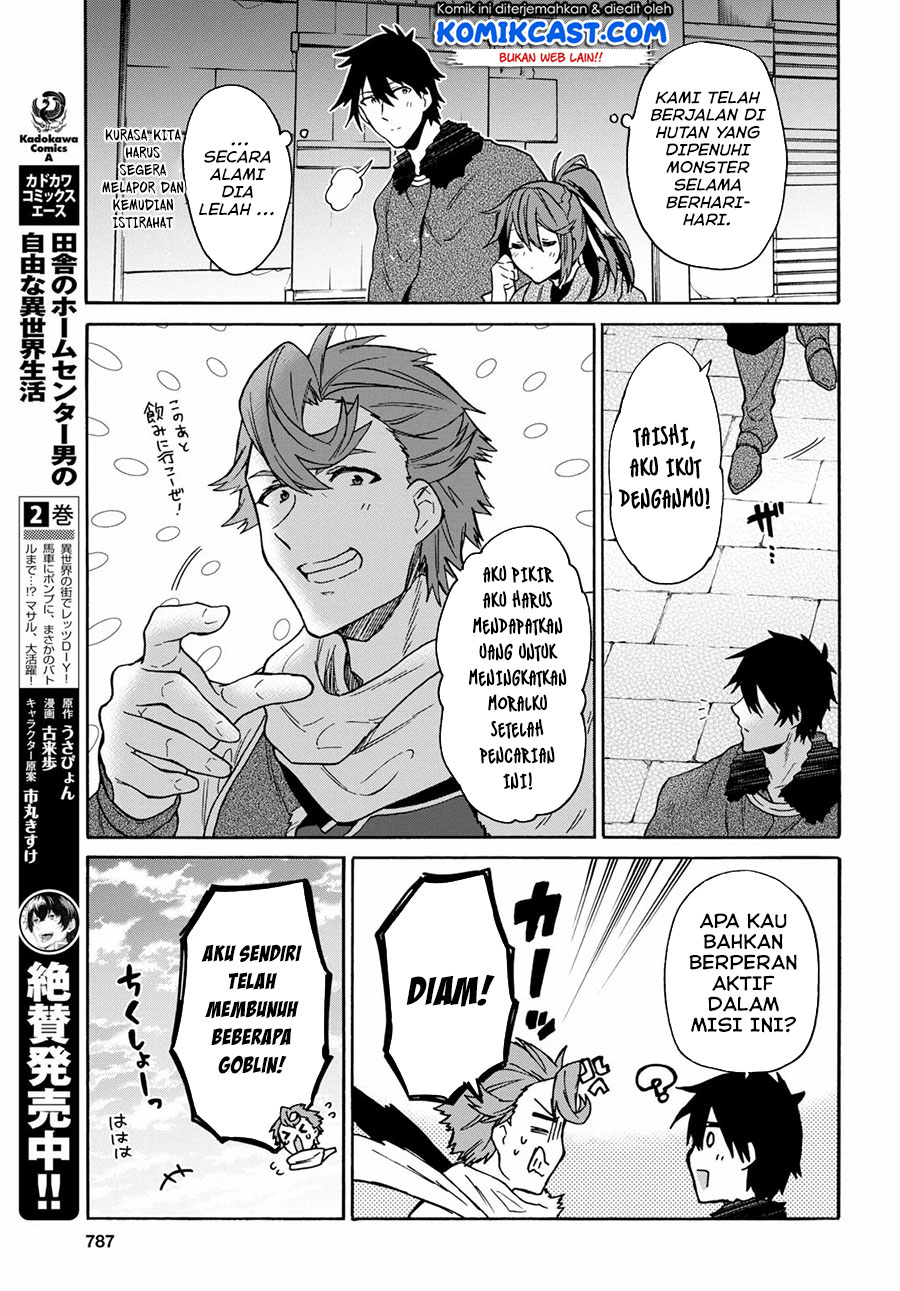 Komik ini diterjemahkan & diedit oleh
KOMIKCAST.COM
BUKAN WEB LAIN!!
KAMI TELAH
BERJALAN DI
HUTAN YANG
DIPENUHI
MONSTER
SELAMA
BERHARI-
HARI.
...
SECARA
ALAMI
DIA
LELAH ...
KURASA KITA
HARUS
SEGERA
MELAPOR DAN
KEMUDIAN
ISTIRAHAT
TAISHI,
AKU IKUT
DENGANMU!
AKU PIKIR
AKU HARUS
MENDAPATKAN
UANG UNTUK
MENINGKATKAN
MORALKU
SETELAH
PENCARIAN
INI!
このあと
飲みに行こーぜ!
APA KAU
BAHKAN
BERPERAN
AKTIF
DALAM
MISI INI?
?
カーッ
DIAM!
AKU SENDIRI
TELAH
MEMBUNUH
BEBERAPA
GOBLIN!
ちくしょーっ
ははは
Kadokawa
Comics
A
カドカワ
コミックス
エース
田舎のホームセンター男の
自由な異世界生活
2巻
異世界の街でレッツDIY!
馬車にポンプに、まさかのバト
ルまで…!? マサル、大活躍!
原作 うさぴょん
漫画 古来歩
キャラクター原案 市丸きすけ
絶賛発売中!!
787